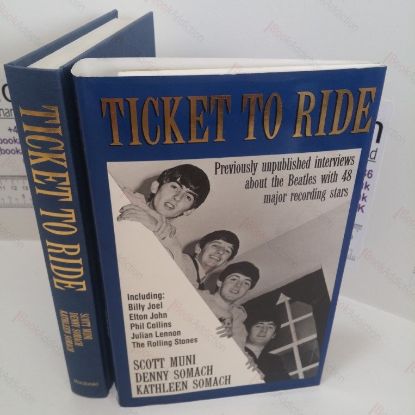 TICKET TO RIDE
SCOTT MUNI
DENNY SOMACH
KATHLEEN SOMACH
TICKET TO RIDE
Previously unpublished interviews
about the Beatles with 48
major recording stars
Including:
Billy Joel
Elton John
Phil Collins
Julian Lennon
The Rolling Stones
SCOTT MUNI
DENNY SOMACH
KATHLEEN SOMACH